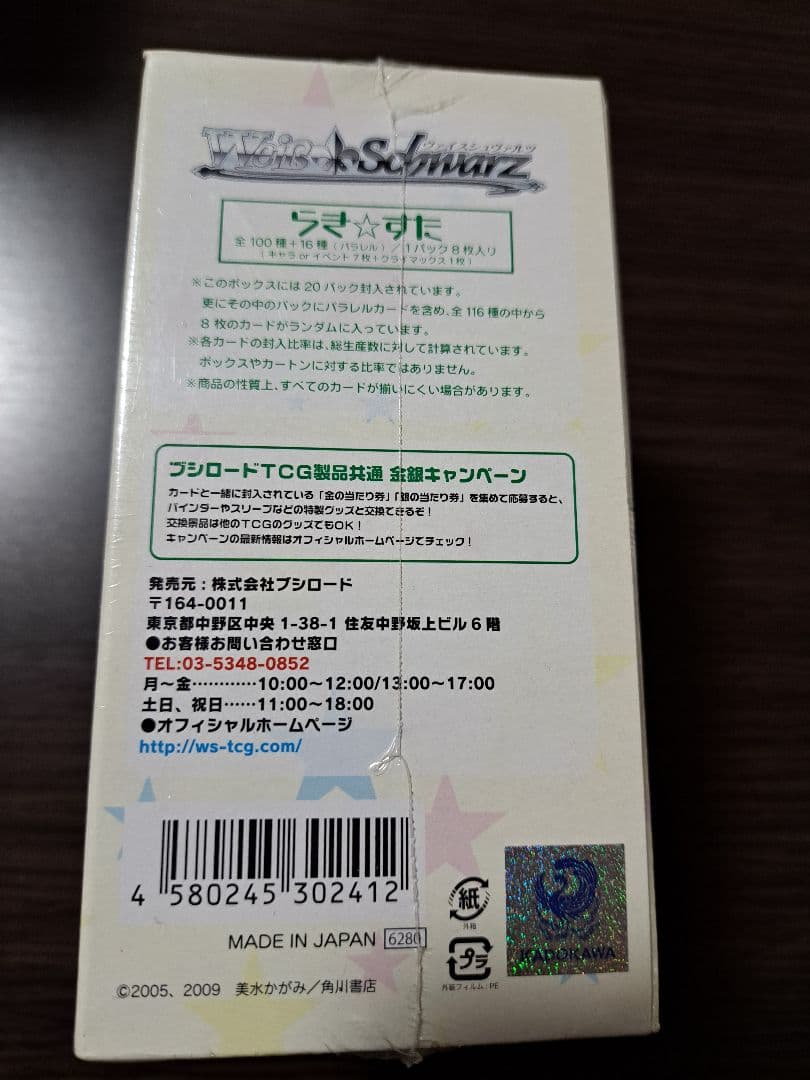 ヴァイスシュヴァルツ
Weiß Schwarz
らき☆すた
全100種+16種(パラレル)/1パック8枚入り
(キャラ or イベント7枚+クライマックス1枚)
※このボックスには20パック封入されています。
更にその中のパックにパラレルカードを含め、全116種の中から
8枚のカードがランダムに入っています。
※各カードの封入比率は、総生産数に対して計算されています。
ボックスやカートンに対する比率ではありません。
※商品の性質上、すべてのカードが揃いにくい場合があります。
ブシロードTCG製品共通 金銀キャンペーン
カードと一緒に封入されている「金の当たり券」「銀の当たり券」を集めて応募すると、
バインダーやスリーブなどの特製グッズと交換できるぞ!
交換景品は他のTCGのグッズでもOK!
キャンペーンの最新情報はオフィシャルホームページでチェック!
発売元:株式会社ブシロード
〒164-0011
東京都中野区中央1-38-1 住友中野坂上ビル6階
●お客様お問い合わせ窓口
TEL:03-5348-0852
月~金…………10:00~12:00/13:00~17:00
土日、祝日……11:00~18:00
●オフィシャルホームページ
http://ws-tcg.com/
4 580245 302412
MADE IN JAPAN 6280
紙
外箱
プラ
外装フィルム:PE
KADOKAWA
©2005、2009 美水かがみ/角川書店